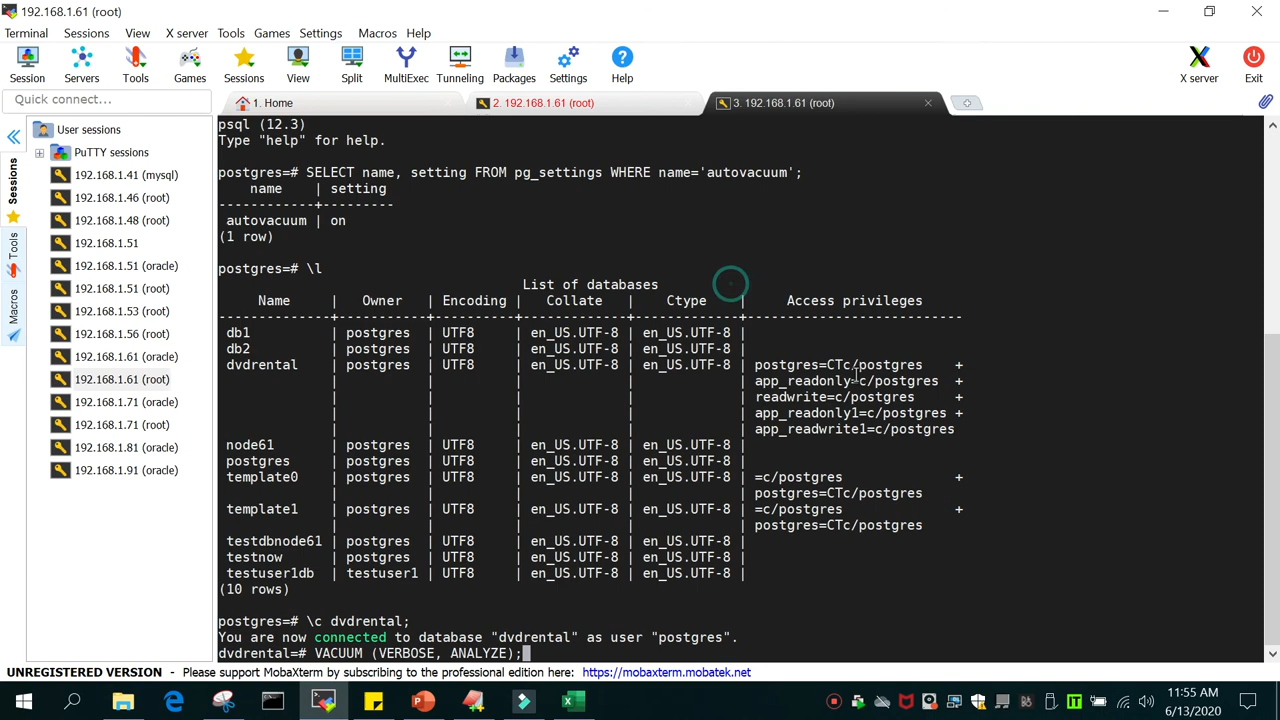 192.168.1.61 (root)
Terminal Sessions View X server Tools Games Settings Macros Help
Session Servers Tools Games Sessions View Split MultiExec Tunneling Packages Settings Help X server Exit
Quick connect...
1. Home
2. 192.168.1.61 (root)
3. 192.168.1.61 (root)
Sessions
Tools
Macros
User sessions
PuTTY sessions
192.168.1.41 (mysql)
192.168.1.46 (root)
192.168.1.48 (root)
192.168.1.51
192.168.1.51 (oracle)
192.168.1.51 (root)
192.168.1.53 (root)
192.168.1.56 (root)
192.168.1.61 (oracle)
192.168.1.61 (root)
192.168.1.71 (oracle)
192.168.1.71 (root)
192.168.1.81 (oracle)
192.168.1.91 (oracle)
psql (12.3)
Type "help" for help.
postgres=# SELECT name, setting FROM pg_settings WHERE name='autovacuum';
name | setting
------------+---------
autovacuum | on
(1 row)
postgres=# \l
List of databases
Name | Owner | Encoding | Collate | Ctype | Access privileges
--------------+-----------+----------+-------------+-------------+---------------------------
db1 | postgres | UTF8 | en_US.UTF-8 | en_US.UTF-8 |
db2 | postgres | UTF8 | en_US.UTF-8 | en_US.UTF-8 |
dvdrental | postgres | UTF8 | en_US.UTF-8 | en_US.UTF-8 | postgres=CTc/postgres +
| | | | | app_readonly=c/postgres +
| | | | | readwrite=c/postgres +
| | | | | app_readonly1=c/postgres +
| | | | | app_readwrite1=c/postgres
node61 | postgres | UTF8 | en_US.UTF-8 | en_US.UTF-8 |
postgres | postgres | UTF8 | en_US.UTF-8 | en_US.UTF-8 |
template0 | postgres | UTF8 | en_US.UTF-8 | en_US.UTF-8 | =c/postgres +
| | | | | postgres=CTc/postgres
template1 | postgres | UTF8 | en_US.UTF-8 | en_US.UTF-8 | =c/postgres +
| | | | | postgres=CTc/postgres
testdbnode61 | postgres | UTF8 | en_US.UTF-8 | en_US.UTF-8 |
testnow | postgres | UTF8 | en_US.UTF-8 | en_US.UTF-8 |
testuser1db | testuser1 | UTF8 | en_US.UTF-8 | en_US.UTF-8 |
(10 rows)
postgres=# \c dvdrental;
You are now connected to database "dvdrental" as user "postgres".
dvdrental=# VACUUM (VERBOSE, ANALYZE);
UNREGISTERED VERSION - Please support MobaXterm by subscribing to the professional edition here: https://mobaxterm.mobatek.net
11:55 AM
6/13/2020